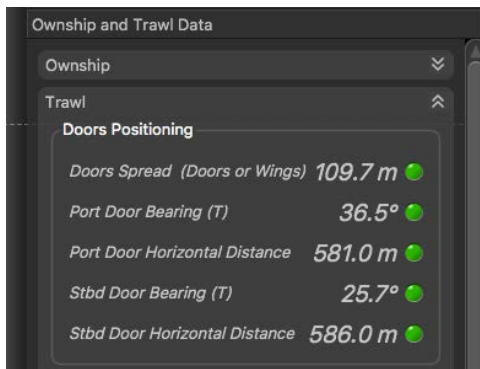 Ownship and Trawl Data
Ownship
Trawl
Doors Positioning
Doors Spread (Doors or Wings) 109.7 m
Port Door Bearing (T) 36.5°
Port Door Horizontal Distance 581.0 m
Stbd Door Bearing (T) 25.7°
Stbd Door Horizontal Distance 586.0 m